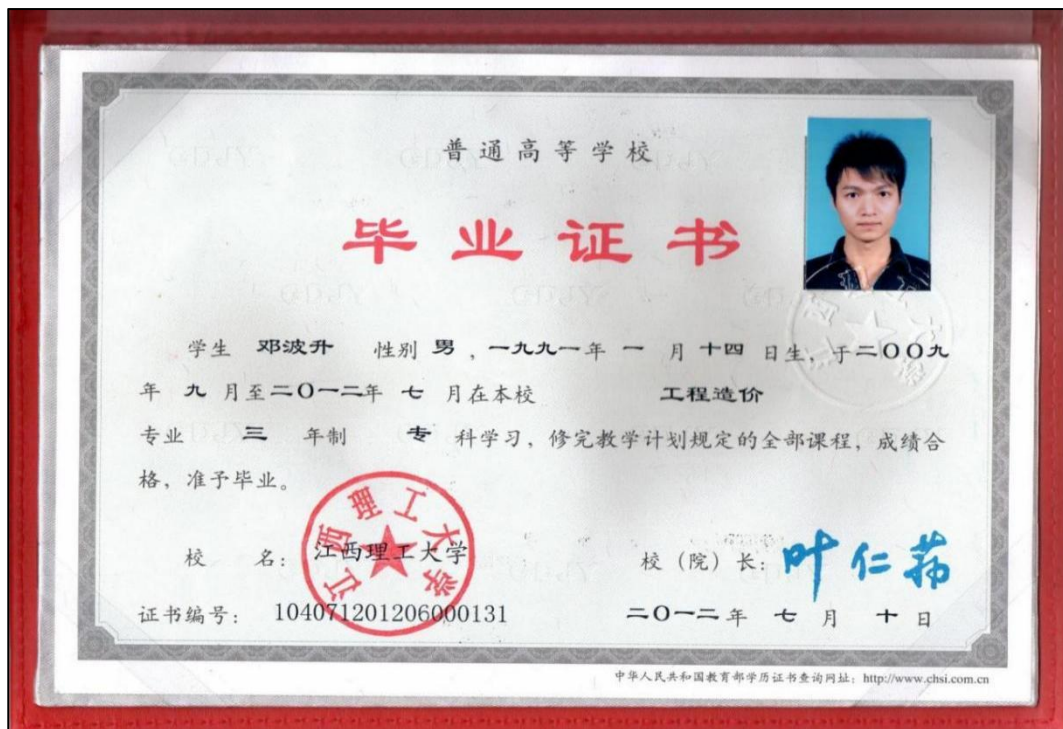 普通高等学校
毕业证书
学生 邓波升 性别 男 ，一九九一年 一 月 十四 日生，于二〇〇九
年 九 月至二〇一二年 七 月在本校 工程造价
专业 三 年制 专 科学习，修完教学计划规定的全部课程，成绩合
格，准予毕业。
江西理工大学
校 名：江西理工大学 校（院）长：叶仁荪
证书编号：104071201206000131 二〇一二年 七 月 十 日
中华人民共和国教育部学历证书查询网址：http://www.chsi.com.cn